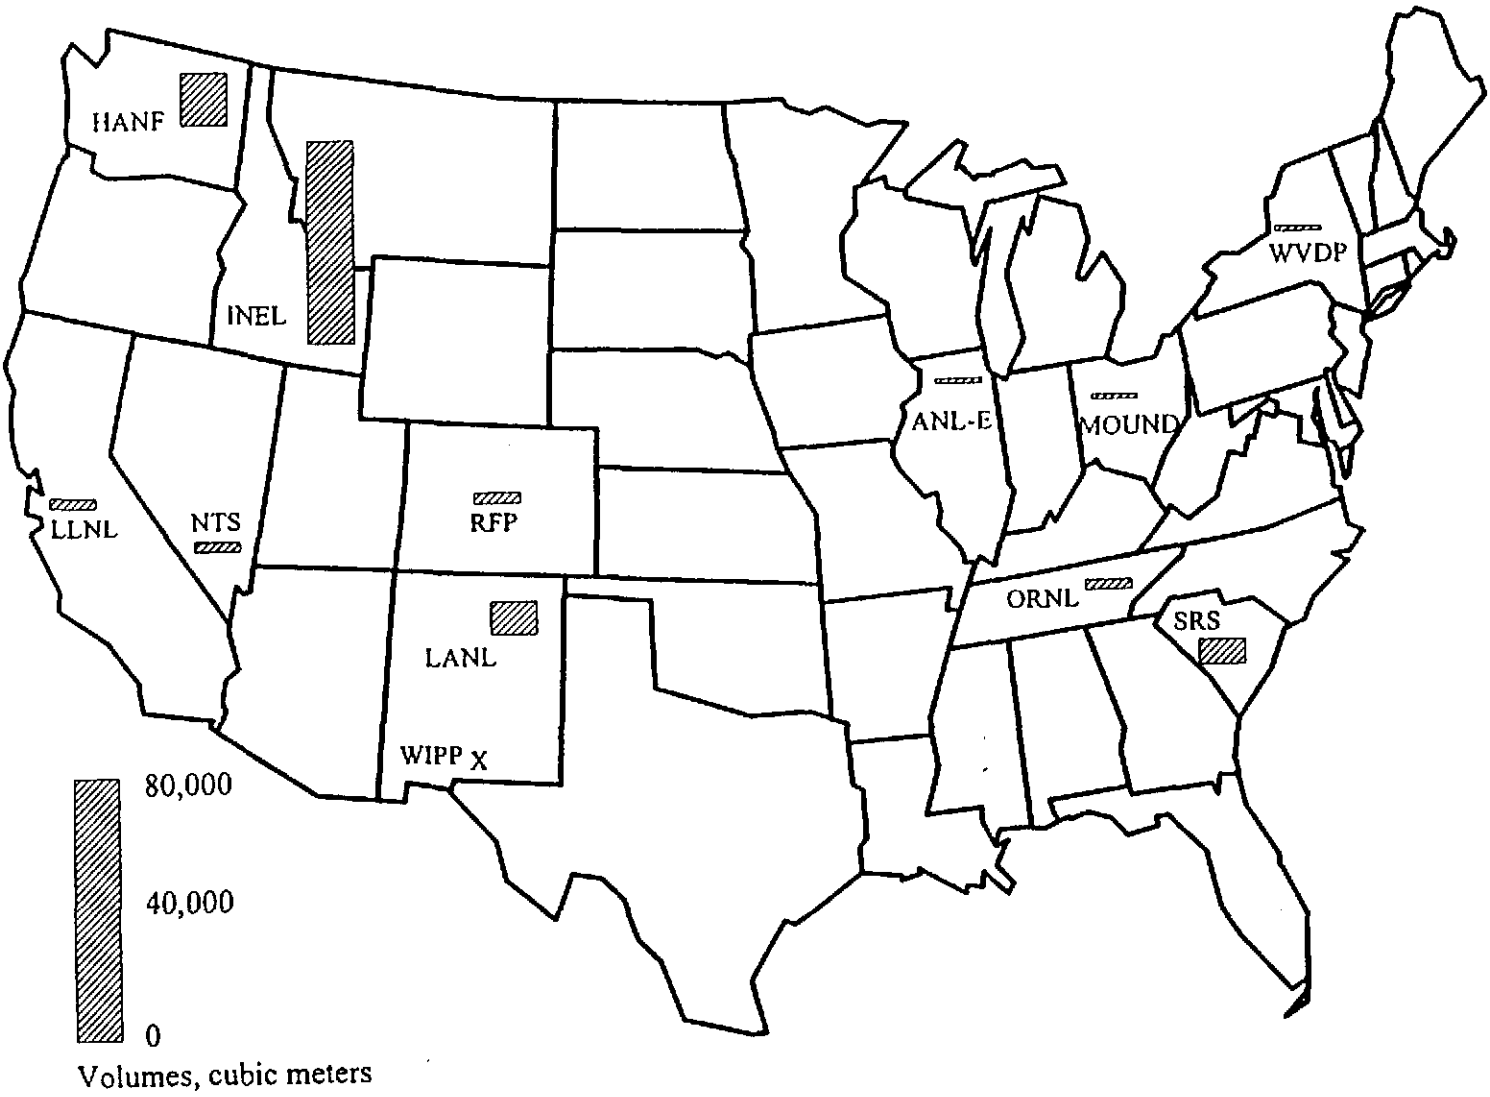 HANF
WVDP
INEL
ANL-E
MOUND
LLNL
NTS
RFP
ORNL
SRS
LANL
WIPP X
80,000
40,000
0
Volumes, cubic meters